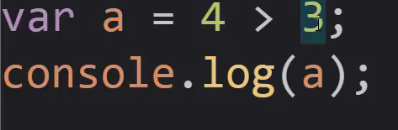 var a = 4 > 3;
console.log(a);